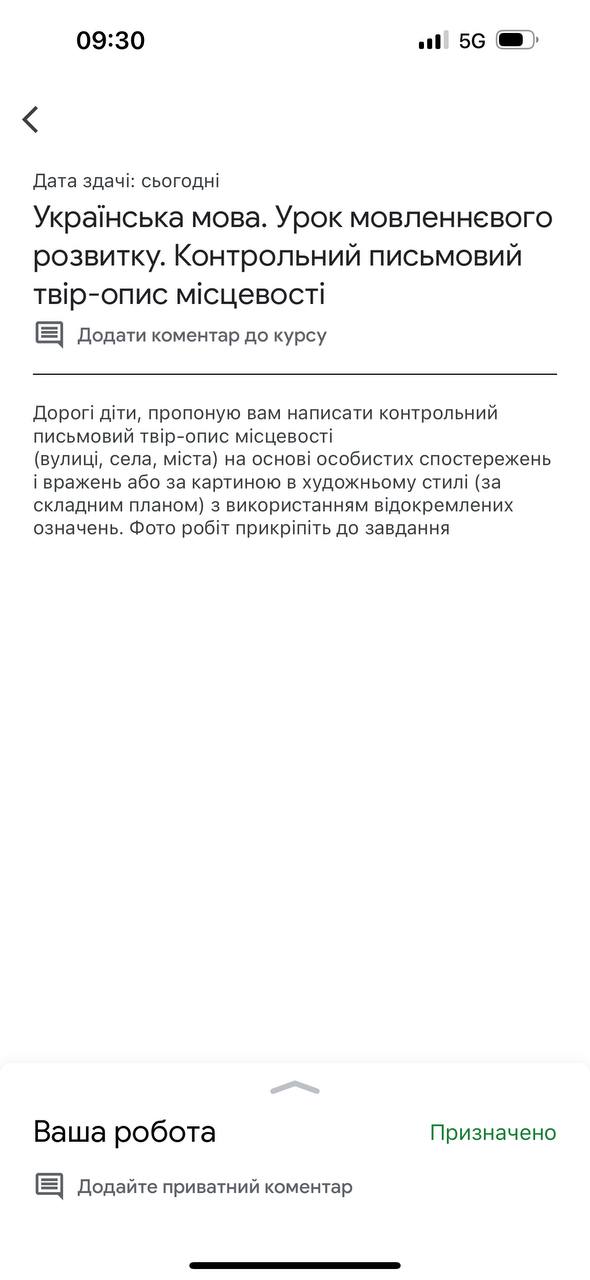 09:30 5G
Дата здачі: сьогодні
Українська мова. Урок мовленнєвого
розвитку. Контрольний письмовий
твір-опис місцевості
Додати коментар до курсу
Дорогі діти, пропоную вам написати контрольний
письмовий твір-опис місцевості
(вулиці, села, міста) на основі особистих спостережень
і вражень або за картиною в художньому стилі (за
складним планом) з використанням відокремлених
означень. Фото робіт прикріпіть до завдання
Ваша робота Призначено
Додайте приватний коментар